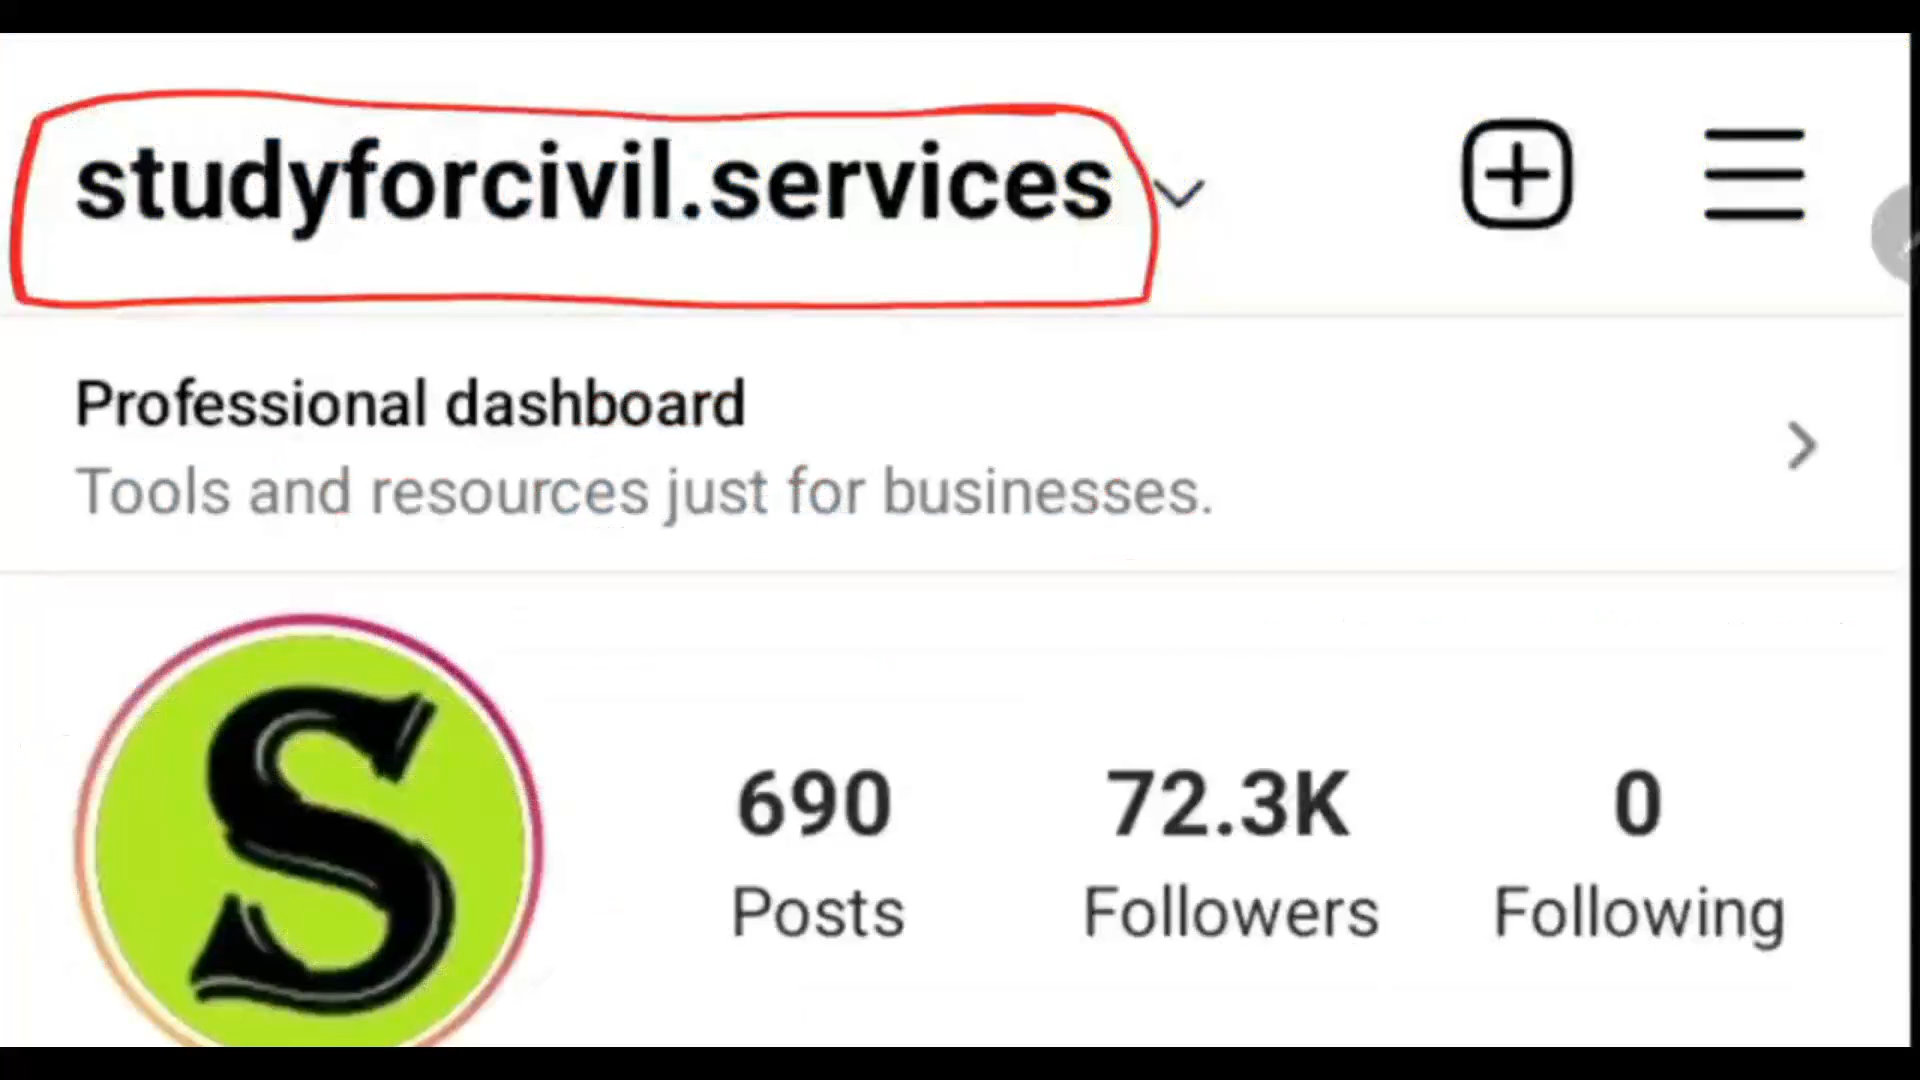 studyforcivil.services
Professional dashboard
Tools and resources just for businesses.
S
690 72.3K 0
Posts Followers Following